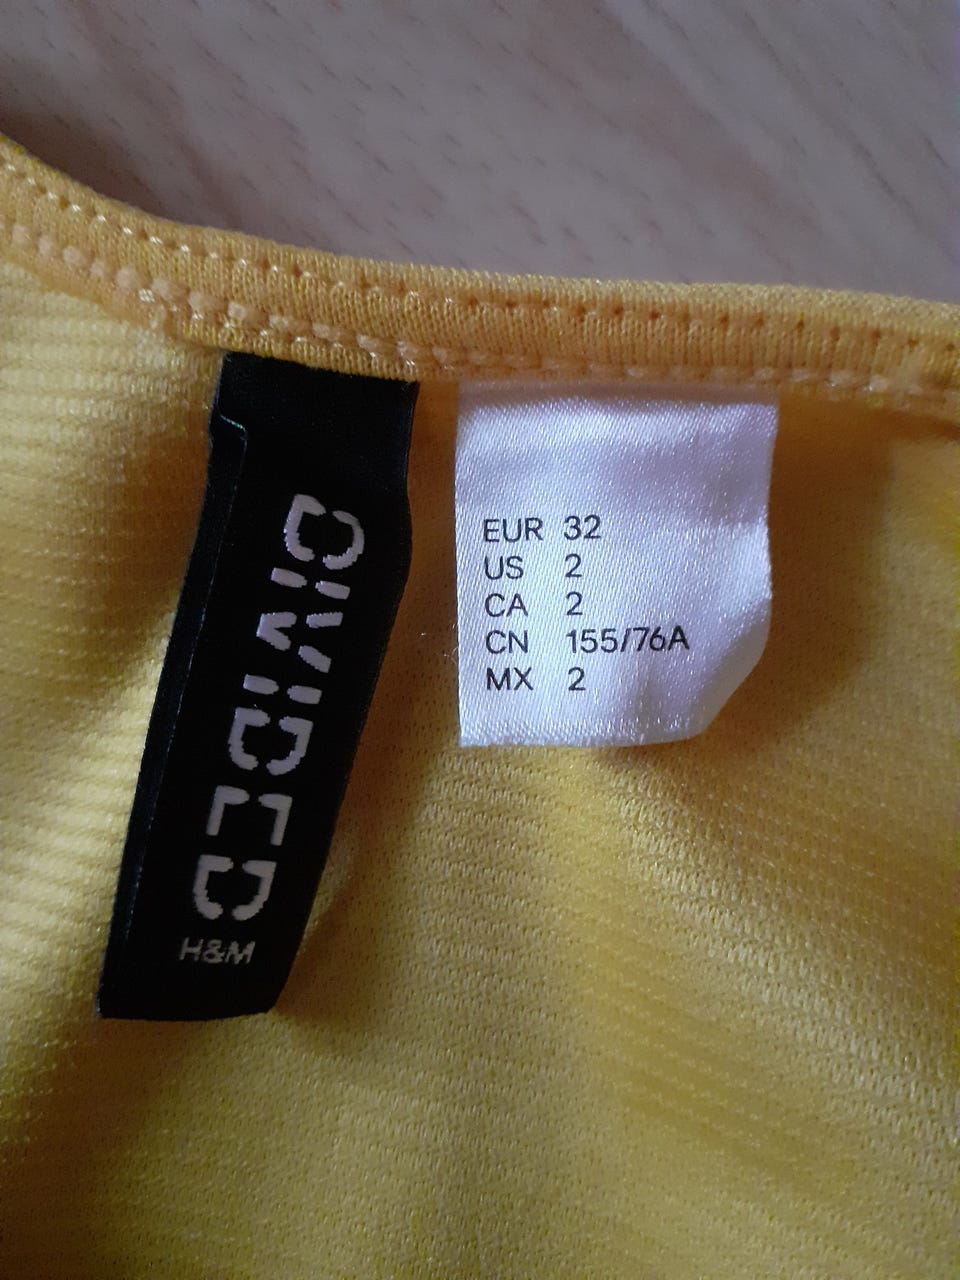 DIVIDED
H&M
EUR 32
US 2
CA 2
CN 155/76A
MX 2